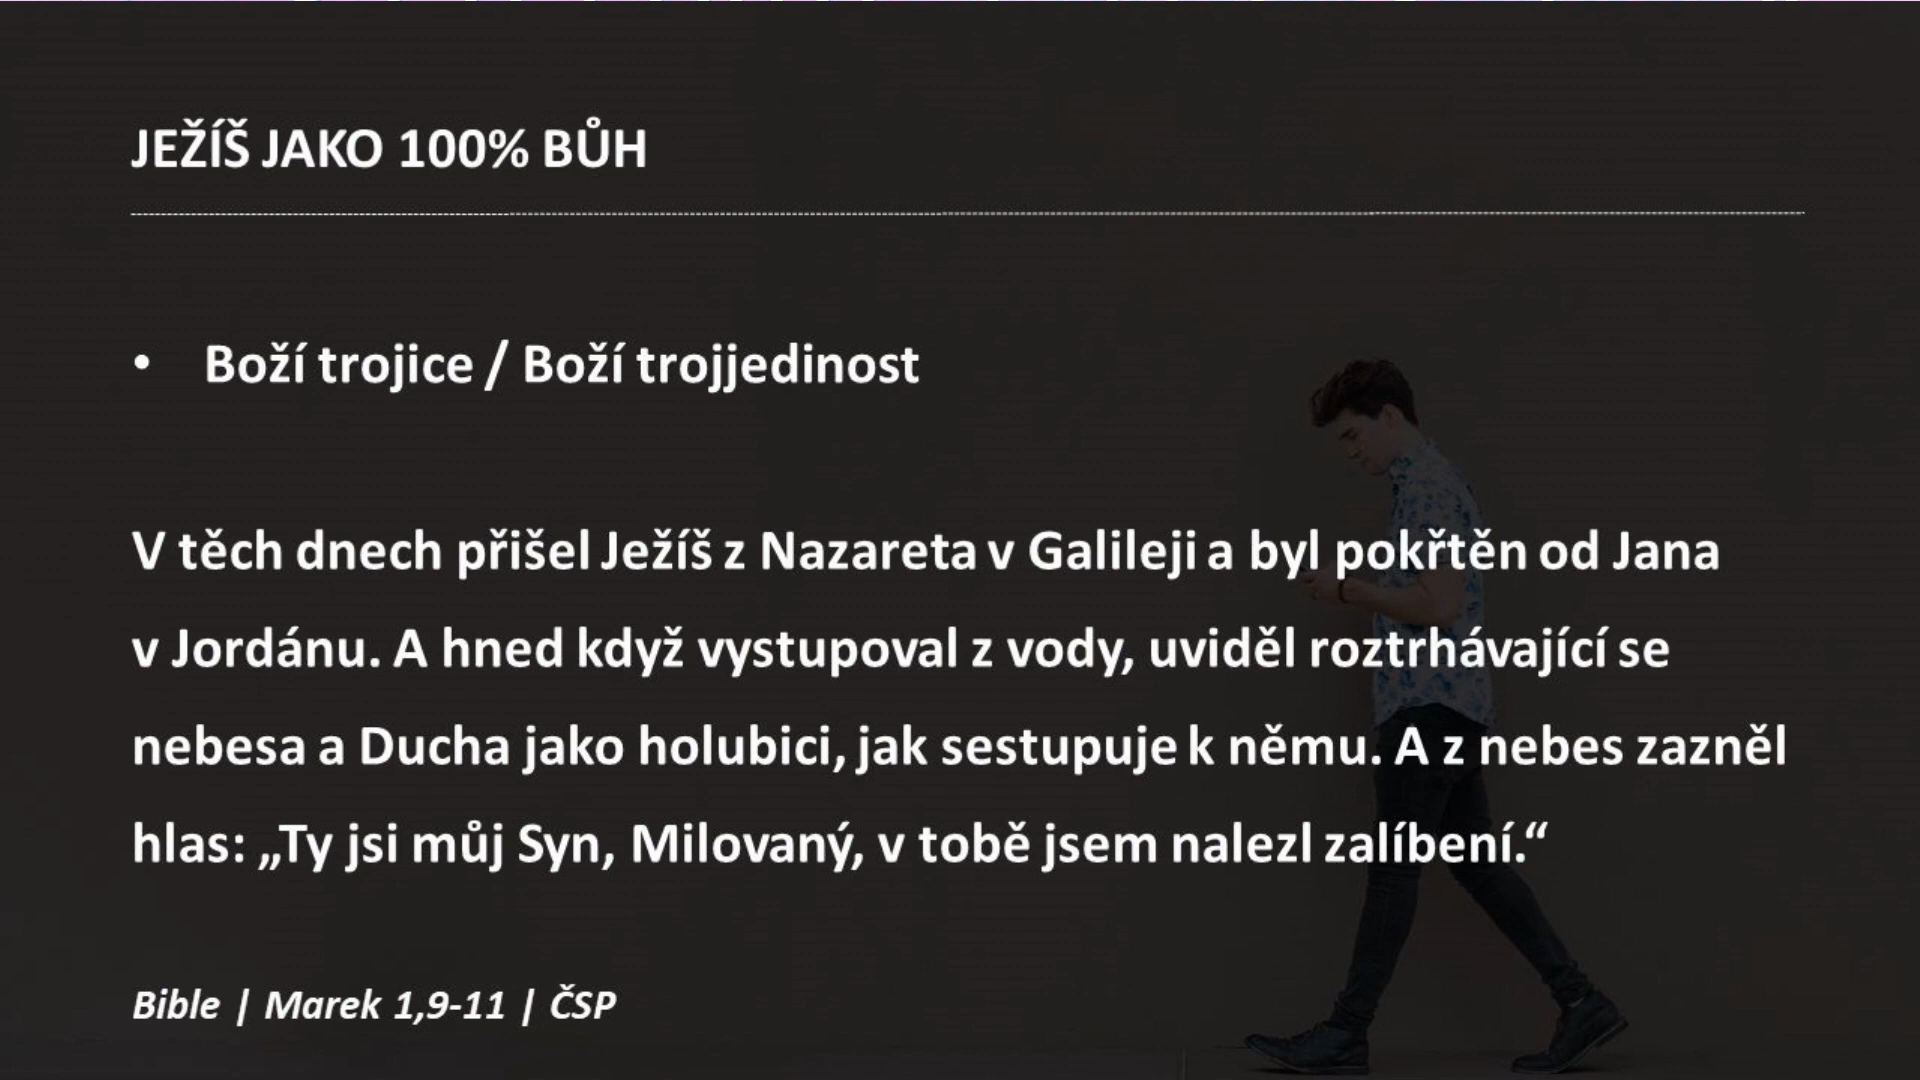 JEŽÍŠ JAKO 100% BŮH
• Boží trojice / Boží trojjedinost
V těch dnech přišel Ježíš z Nazareta v Galileji a byl pokřtěn od Jana
v Jordánu. A hned když vystupoval z vody, uviděl roztrhávající se
nebesa a Ducha jako holubici, jak sestupuje k němu. A z nebes zazněl
hlas: „Ty jsi můj Syn, Milovaný, v tobě jsem nalezl zalíbení.“
Bible | Marek 1,9-11 | ČSP